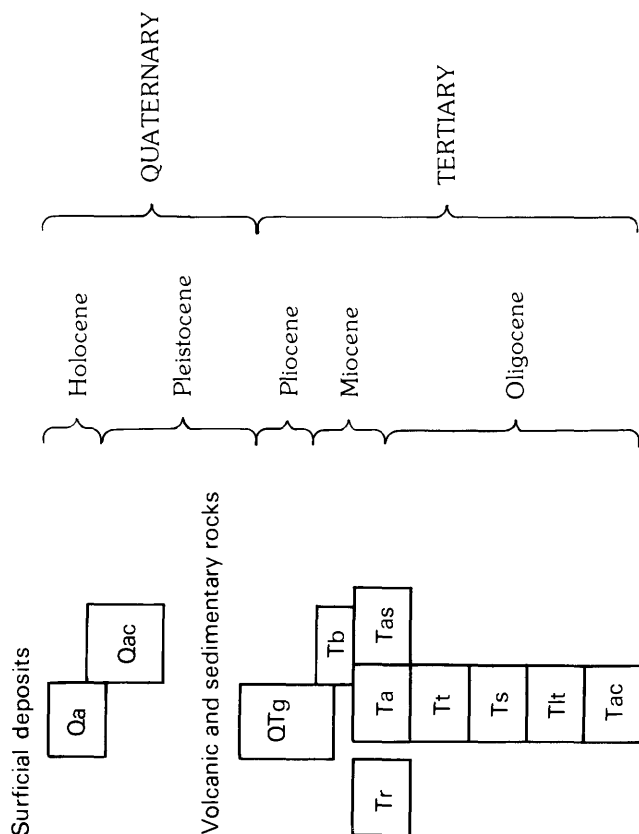 Surficial deposits
Qa
Qac
Holocene
Pleistocene
QUATERNARY
Volcanic and sedimentary rocks
QTg
Tb
Tr
Ta
Tas
Tt
Ts
Tlt
Tac
Pliocene
Miocene
Oligocene
TERTIARY